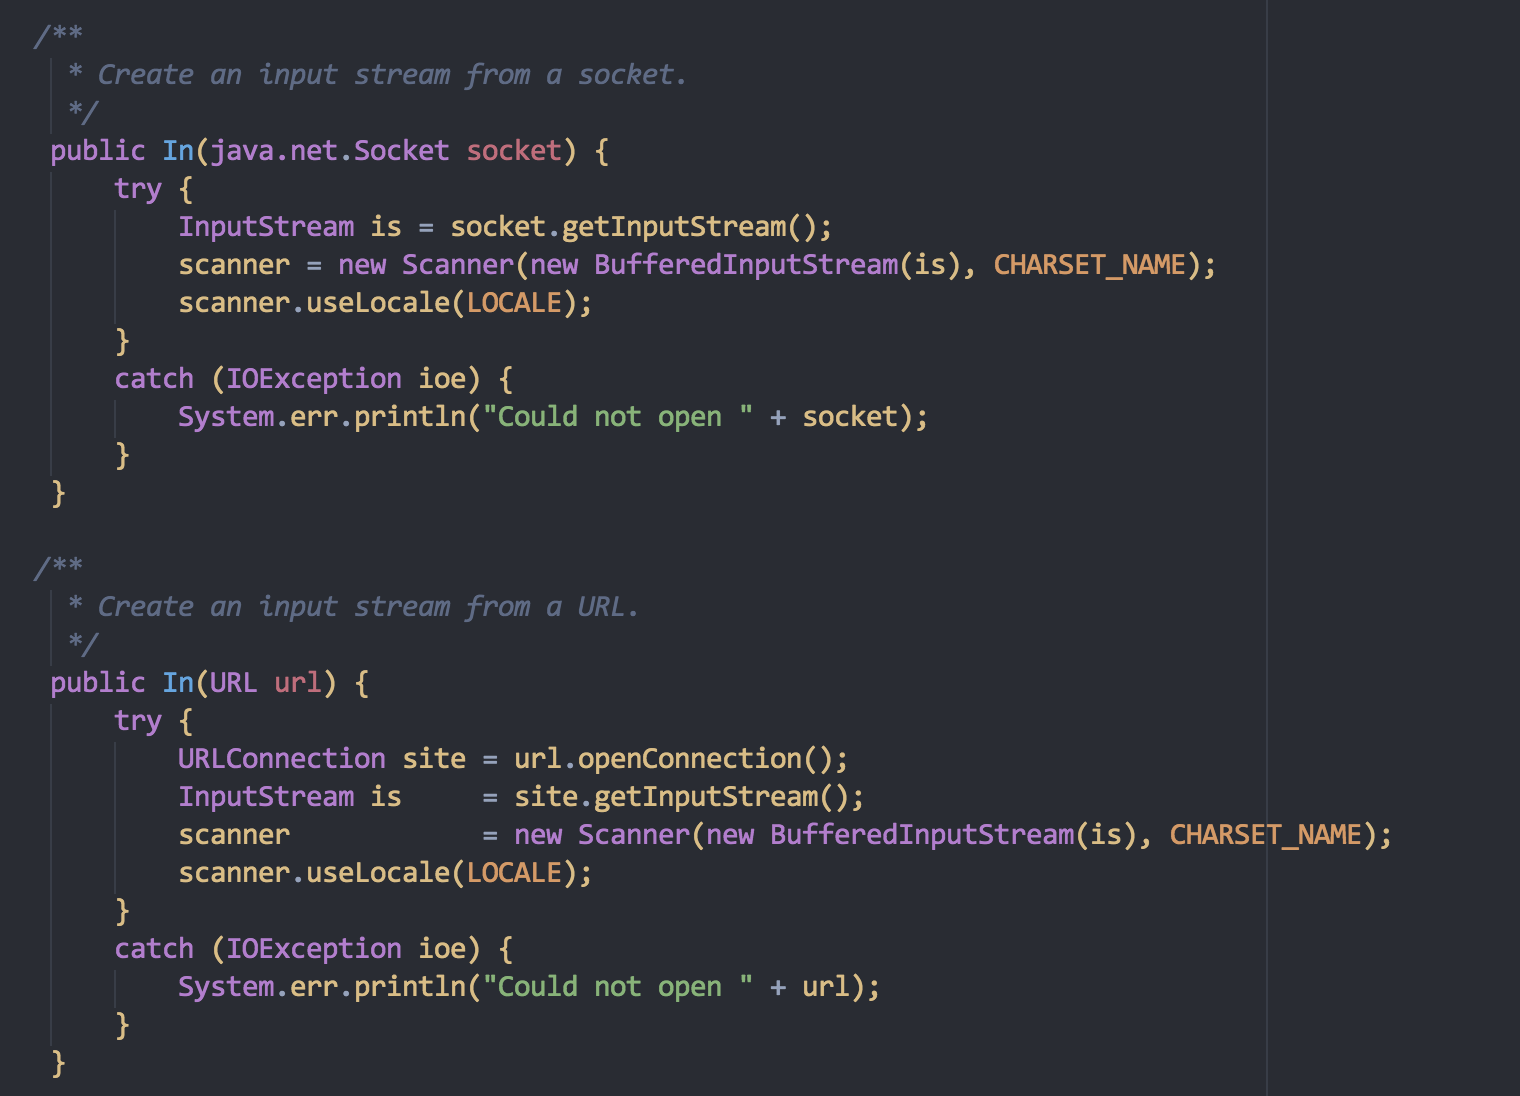 /**
 * Create an input stream from a socket.
 */
public In(java.net.Socket socket) {
    try {
        InputStream is = socket.getInputStream();
        scanner = new Scanner(new BufferedInputStream(is), CHARSET_NAME);
        scanner.useLocale(LOCALE);
    }
    catch (IOException ioe) {
        System.err.println("Could not open " + socket);
    }
}

/**
 * Create an input stream from a URL.
 */
public In(URL url) {
    try {
        URLConnection site = url.openConnection();
        InputStream is     = site.getInputStream();
        scanner            = new Scanner(new BufferedInputStream(is), CHARSET_NAME);
        scanner.useLocale(LOCALE);
    }
    catch (IOException ioe) {
        System.err.println("Could not open " + url);
    }
}